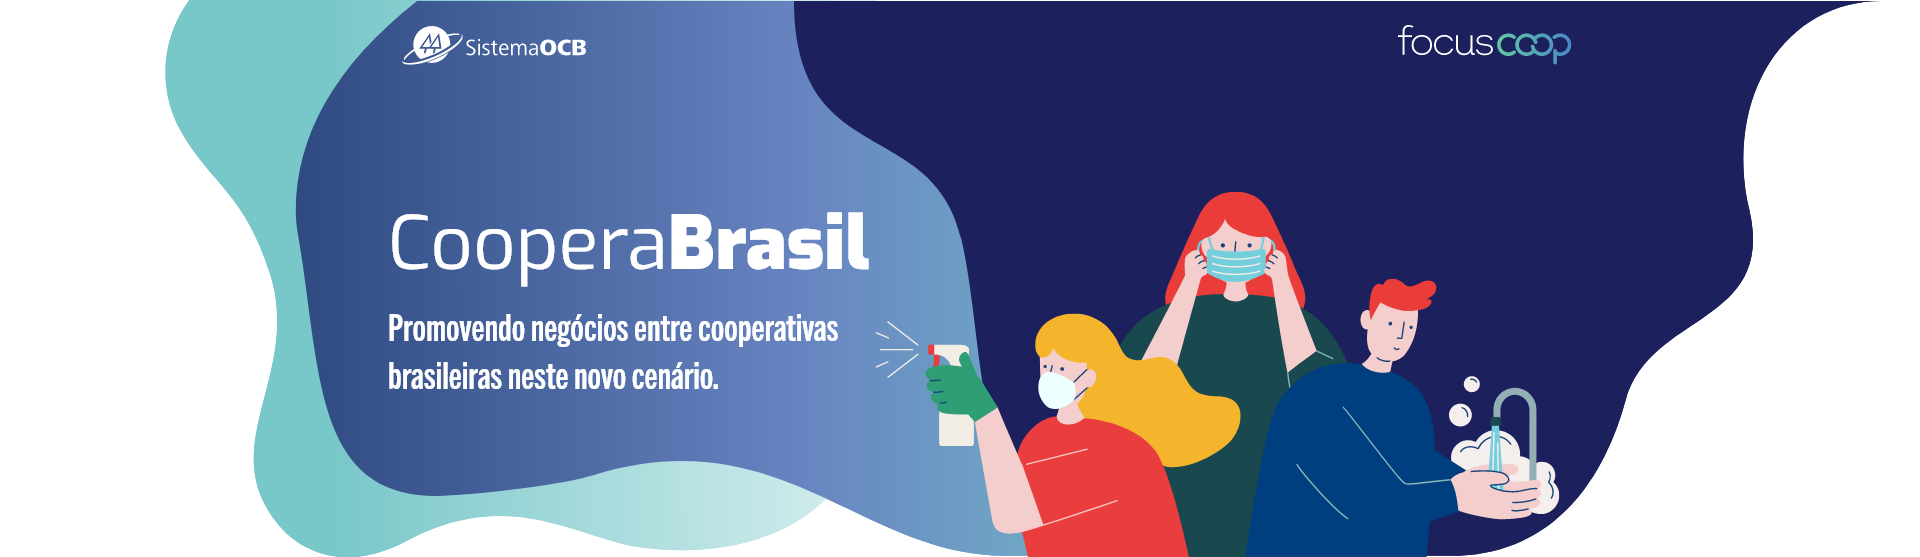 SistemaOCB
focuscoop
CooperaBrasil
Promovendo negócios entre cooperativas
brasileiras neste novo cenário.